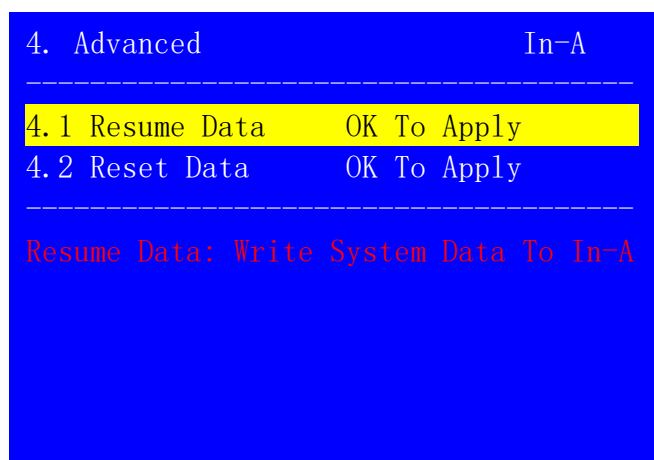 4. Advanced In-A
--------------------------------------
4.1 Resume Data OK To Apply
4.2 Reset Data OK To Apply
--------------------------------------
Resume Data: Write System Data To In-A